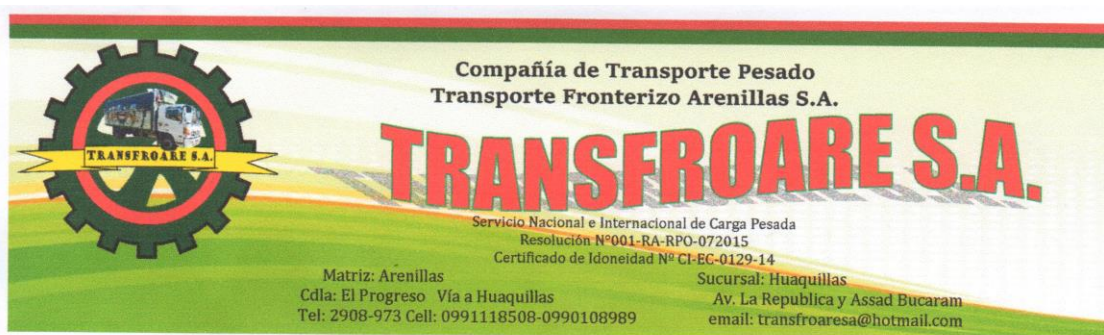 Compañía de Transporte Pesado
Transporte Fronterizo Arenillas S.A.
TRANSFROARE S.A.
TRANSFROARE S.A.
Servicio Nacional e Internacional de Carga Pesada
Resolución N°001-RA-RPO-072015
Certificado de Idoneidad Nº CI-EC-0129-14
Matriz: Arenillas
Cdla: El Progreso Vía a Huaquillas
Tel: 2908-973 Cell: 0991118508-0990108989
Sucursal: Huaquillas
Av. La Republica y Assad Bucaram
email: transfroaresa@hotmail.com